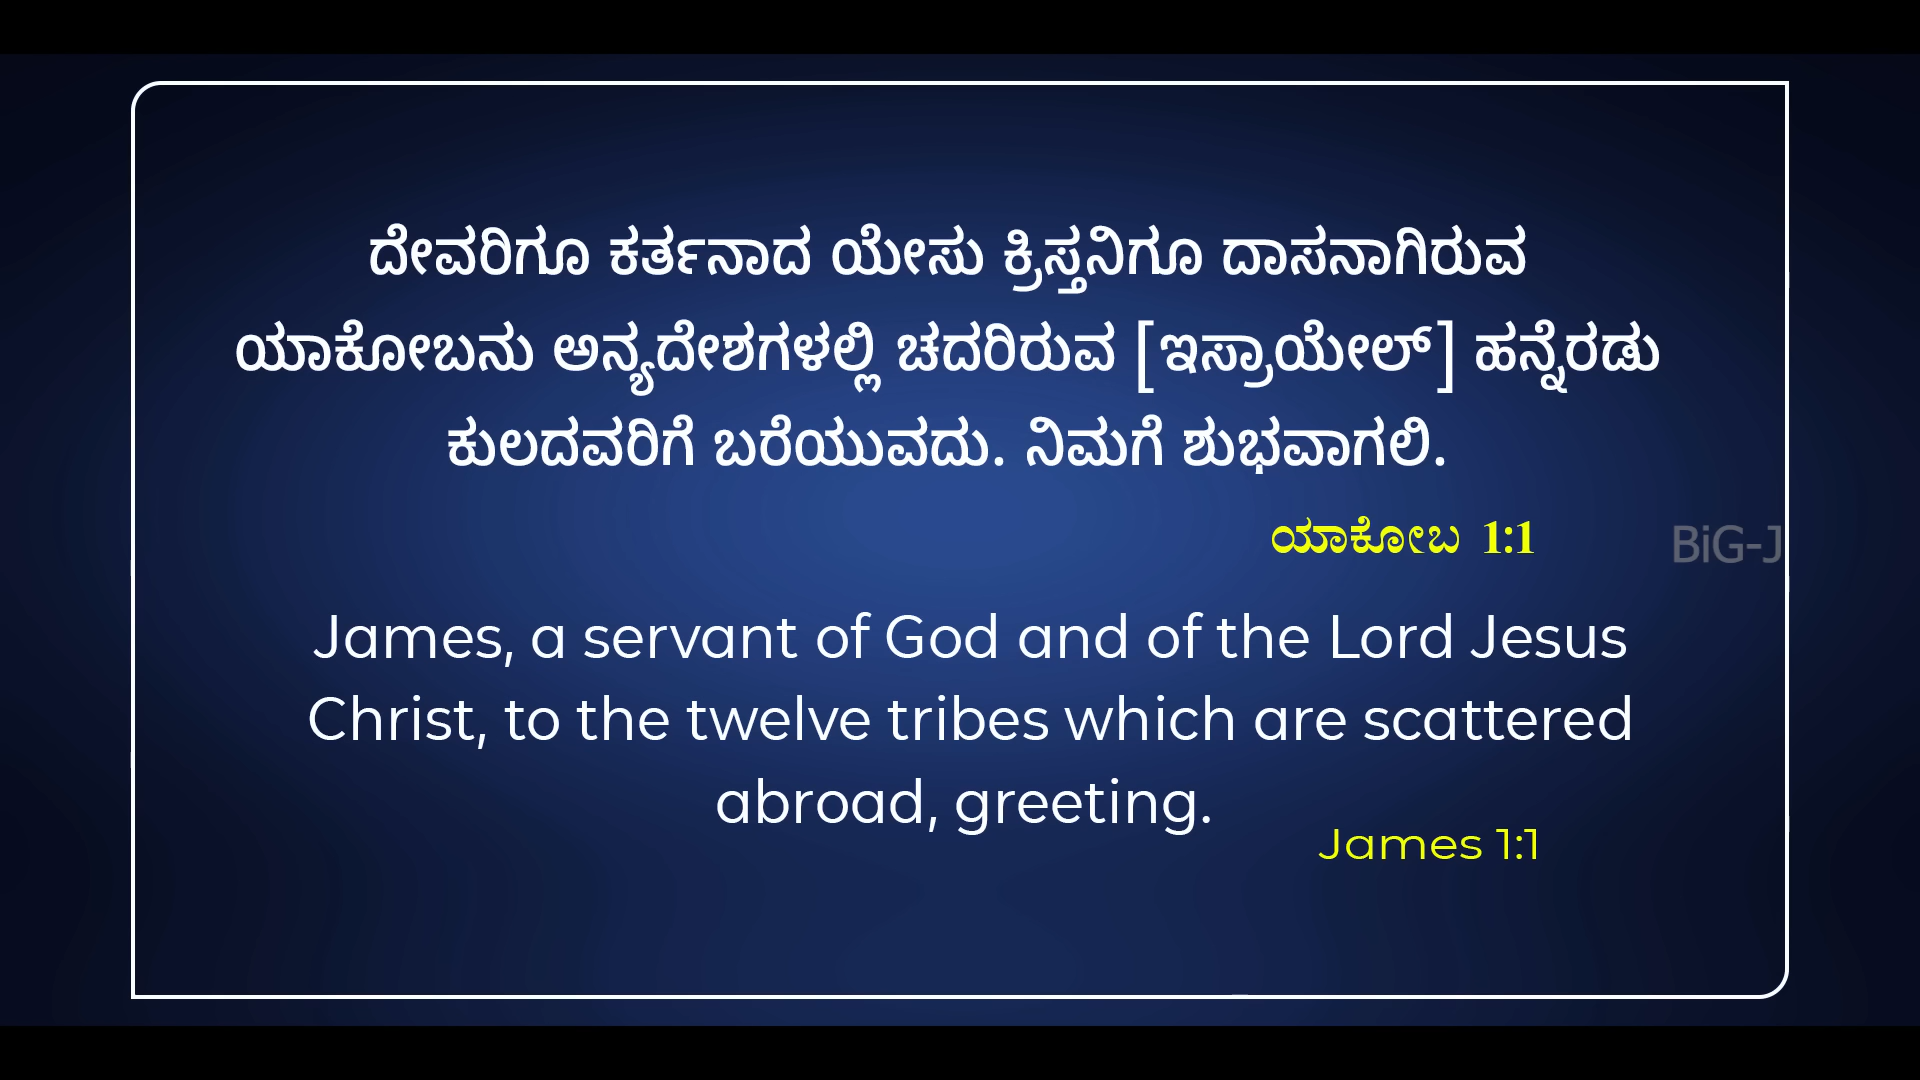 ದೇವರಿಗೂ ಕರ್ತನಾದ ಯೇಸು ಕ್ರಿಸ್ತನಿಗೂ ದಾಸನಾಗಿರುವ
ಯಾಕೋಬನು ಅನ್ಯದೇಶಗಳಲ್ಲಿ ಚದರಿರುವ [ಇಸ್ರಾಯೇಲ್] ಹನ್ನೆರಡು
ಕುಲದವರಿಗೆ ಬರೆಯುವದು. ನಿಮಗೆ ಶುಭವಾಗಲಿ.
ಯಾಕೋಬ 1:1
BiG-J
James, a servant of God and of the Lord Jesus
Christ, to the twelve tribes which are scattered
abroad, greeting.
James 1:1